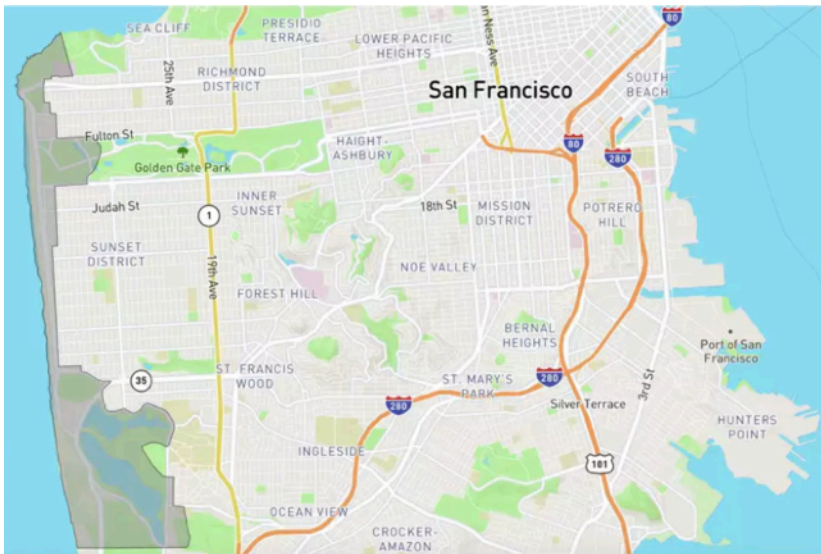 SEA CLIFF
PRESIDIO
TERRACE
LOWER PACIFIC
HEIGHTS
Ness Ave
80
25th Ave
RICHMOND
DISTRICT
San Francisco
SOUTH
BEACH
Fulton St
Golden Gate Park
HAIGHT-
ASHBURY
80
280
Judah St
INNER
SUNSET
1
18th St
MISSION
DISTRICT
POTRERO
HILL
SUNSET
DISTRICT
19th Ave
FOREST HILL
NOE VALLEY
BERNAL
HEIGHTS
Port of San
Francisco
35
ST. FRANCIS
WOOD
ST. MARY'S
PARK
280
280
3rd St
Silver Terrace
HUNTERS
POINT
INGLESIDE
101
OCEAN VIEW
CROCKER-
AMAZON